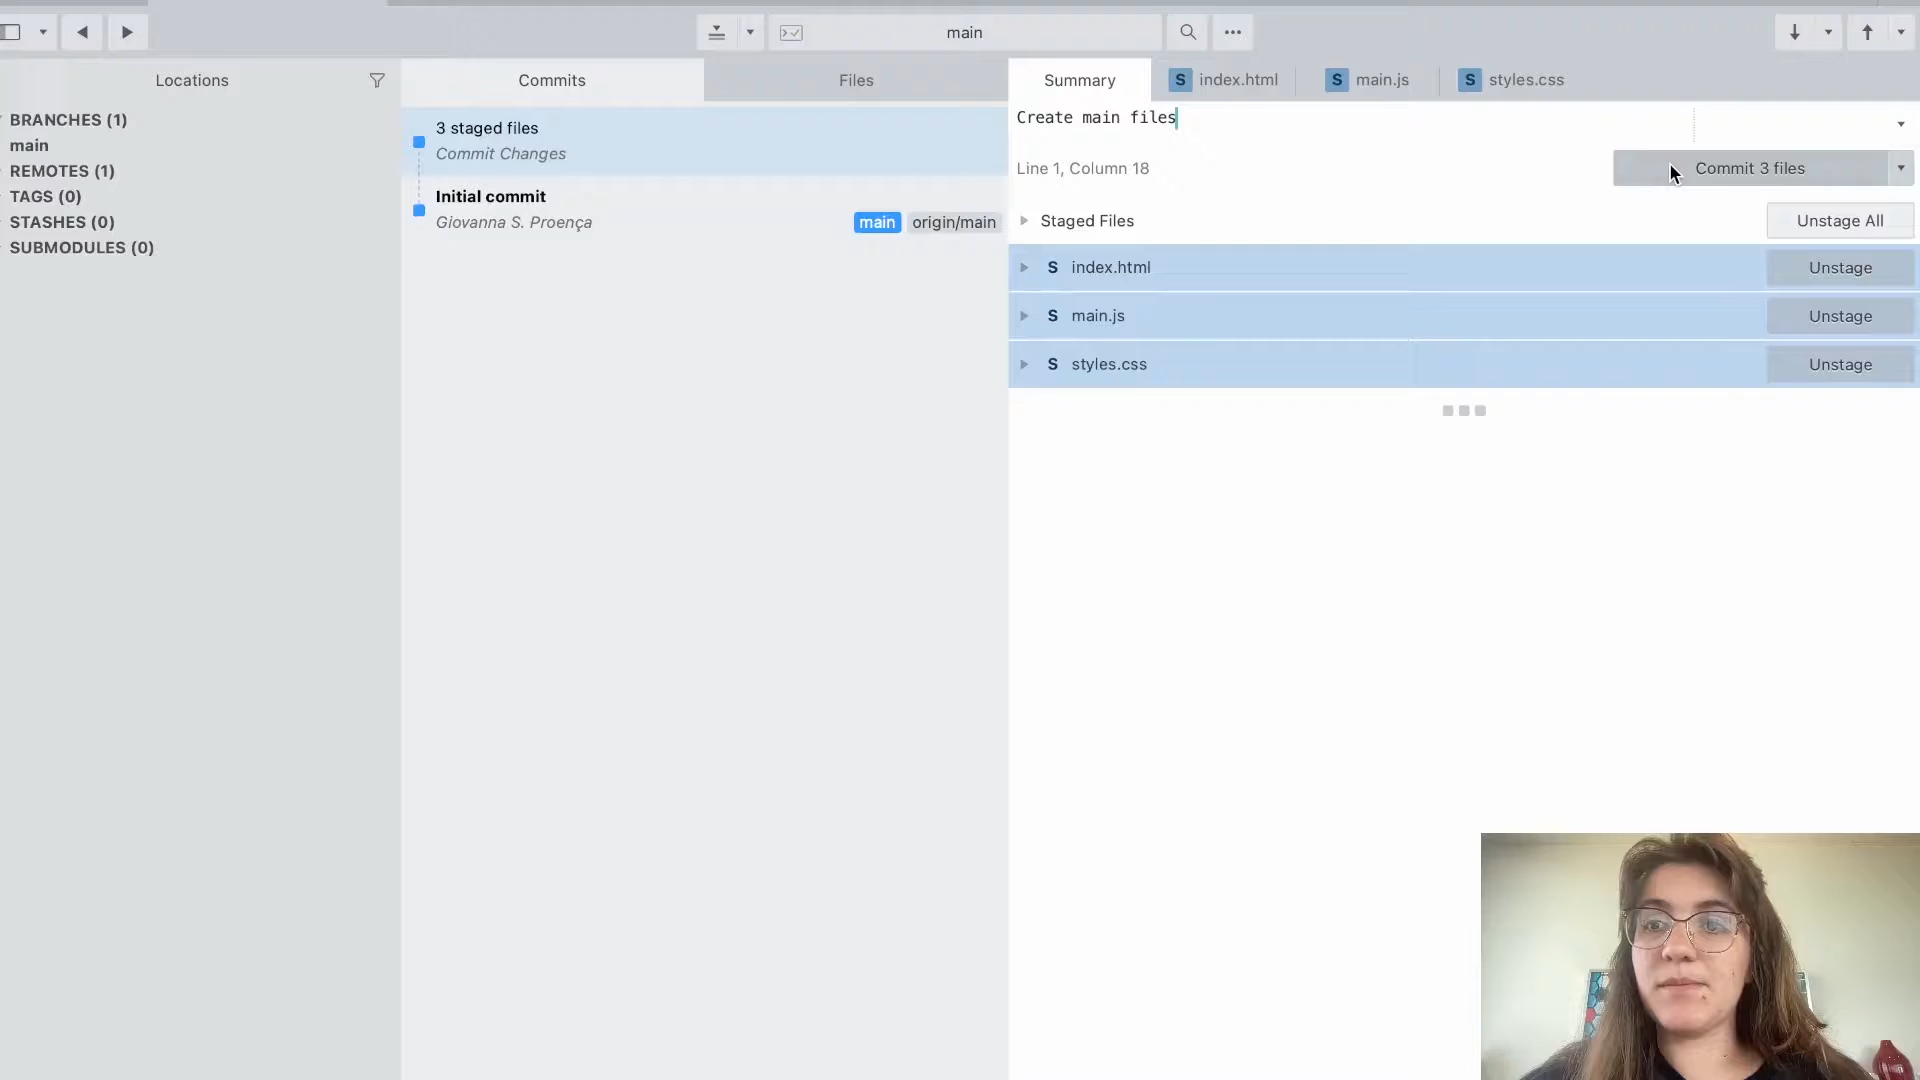 main
Locations
Commits
Files
Summary
S index.html
S main.js
S styles.css
BRANCHES (1)
main
REMOTES (1)
TAGS (0)
STASHES (0)
SUBMODULES (0)
3 staged files
Commit Changes
Initial commit
Giovanna S. Proença
main origin/main
Create main files
Line 1, Column 18
Commit 3 files
Staged Files
Unstage All
S index.html
Unstage
S main.js
Unstage
S styles.css
Unstage